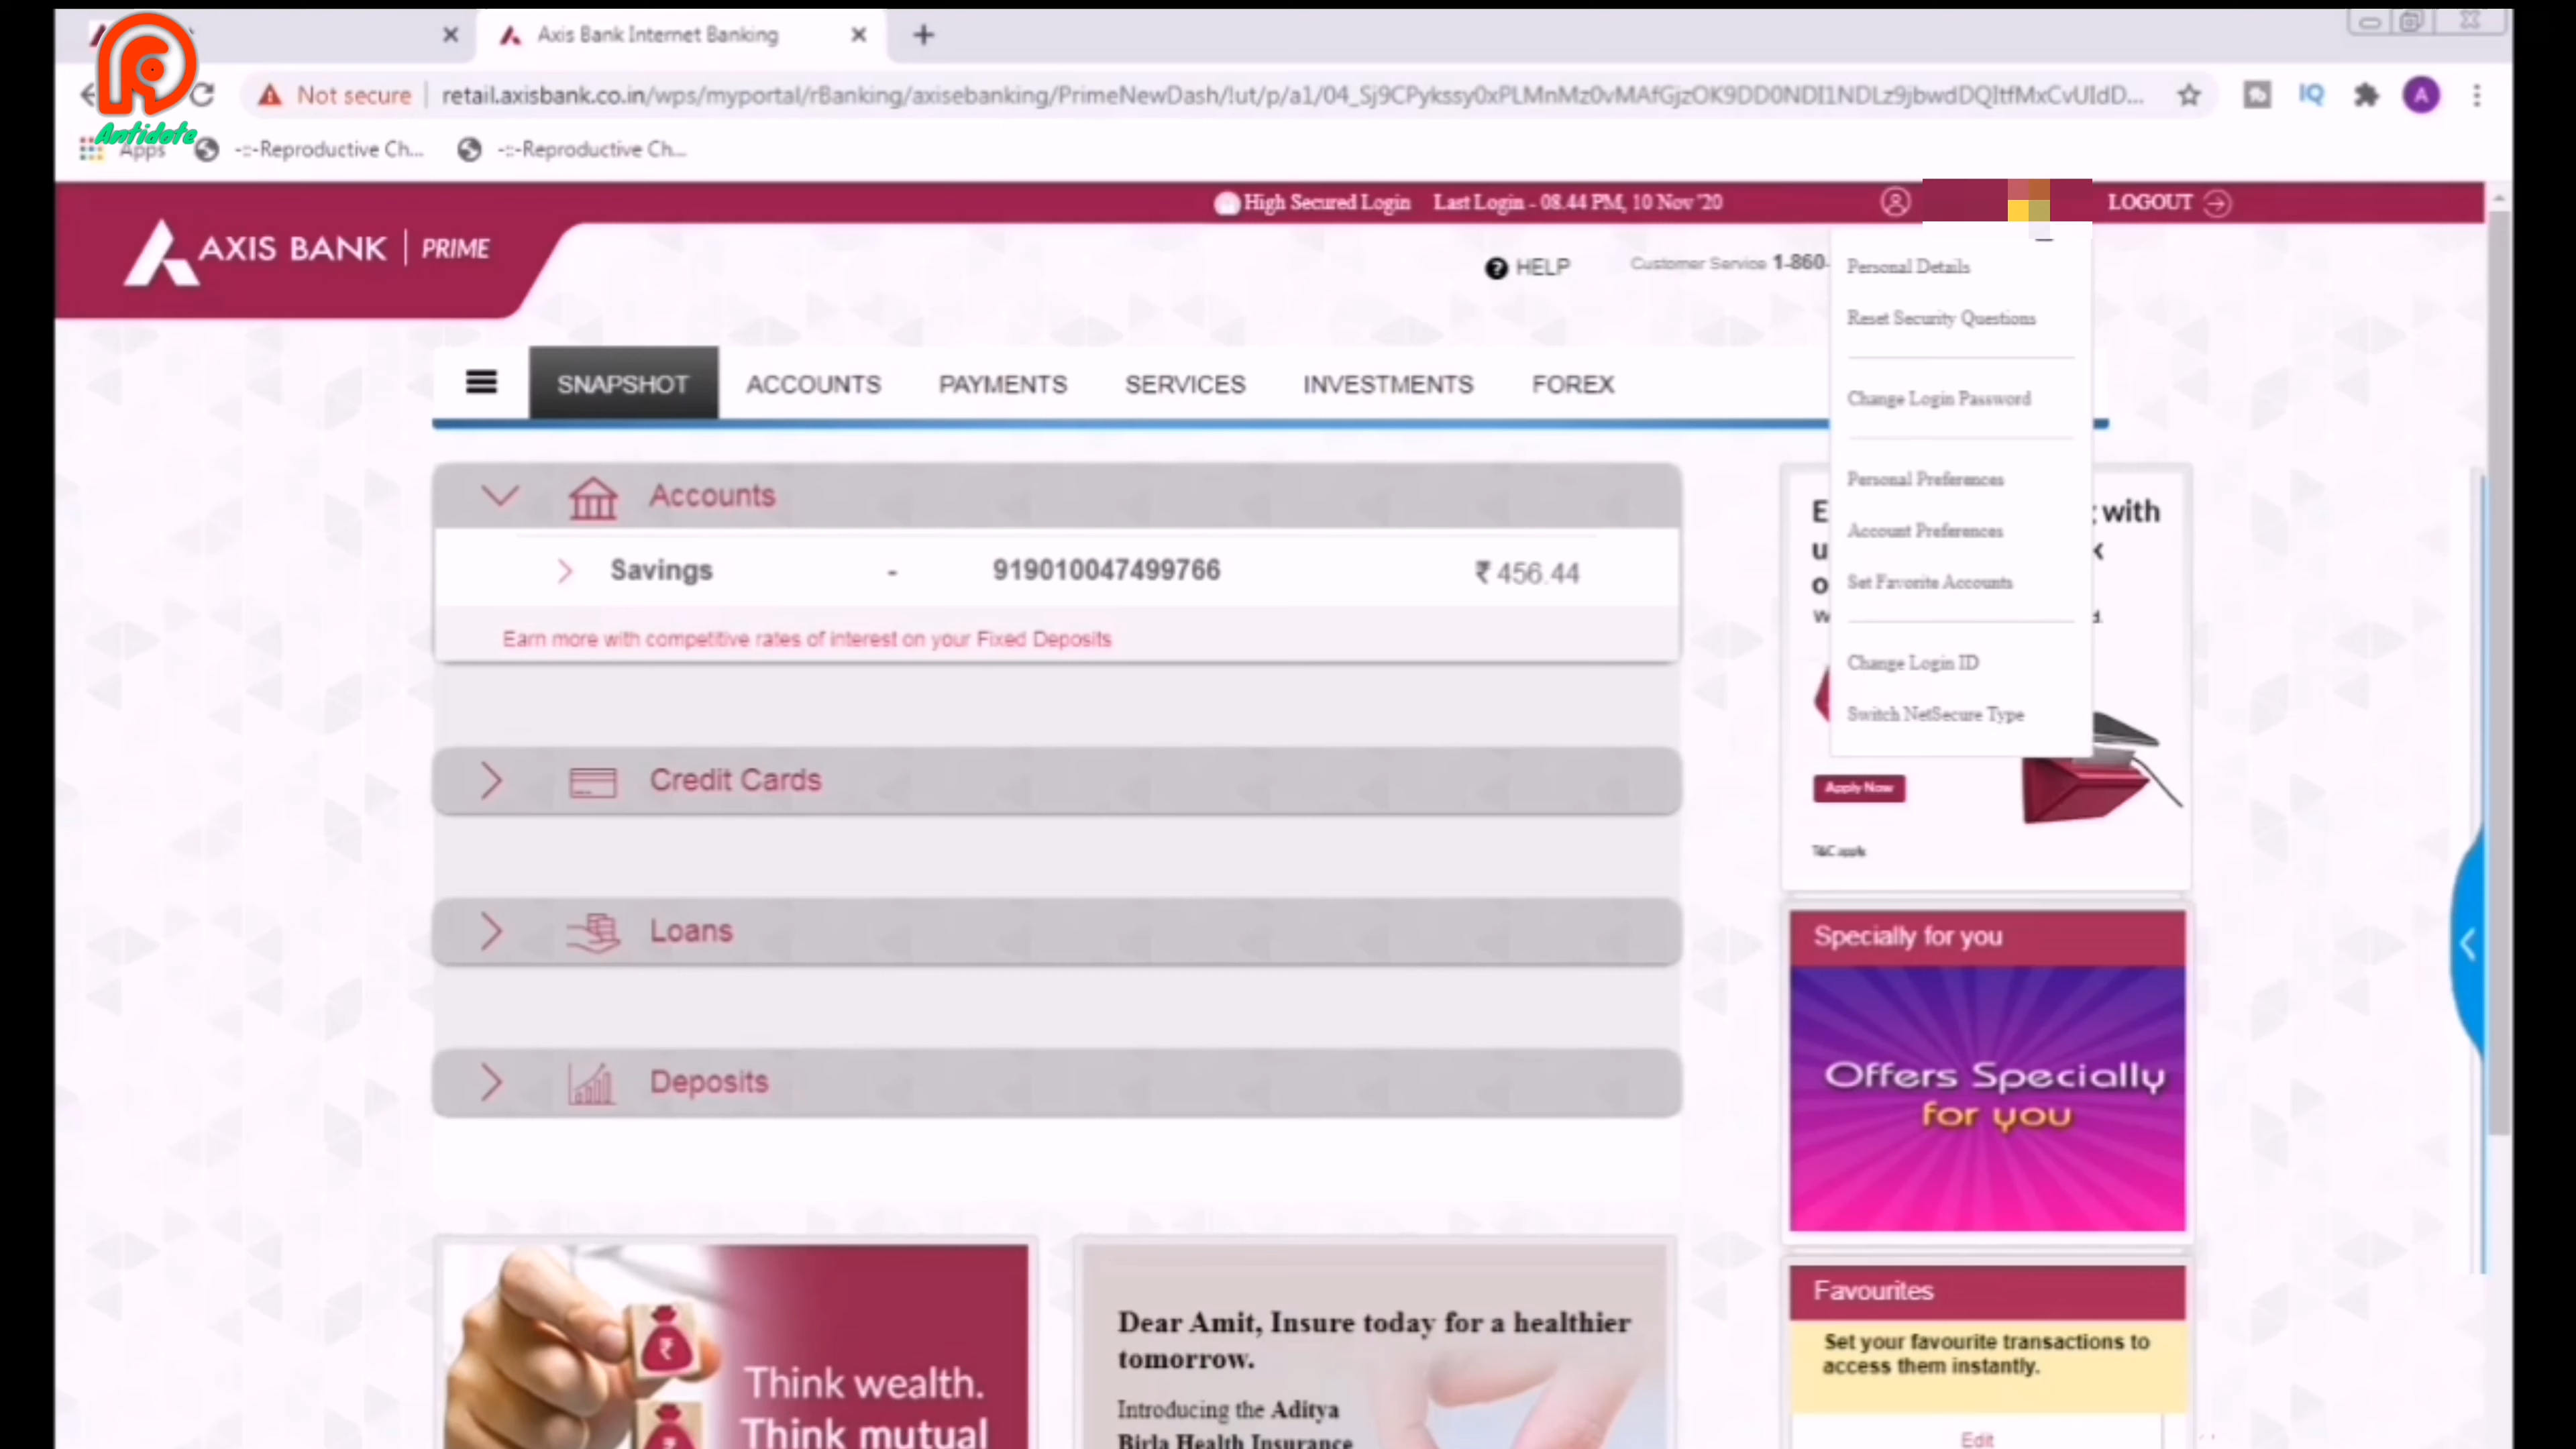 Antidote
Axis Bank Internet Banking
Not secure
retail.axisbank.co.in/wps/myportal/rBanking/axisebanking/PrimeNewDash/!ut/p/a1/04_Sj9CPykssy0xPLMnMz0vMAfGjzOK9DD0NDI1NDLz9jbwdDQItfMxCvUIdD...
IQ
A
Apps
-::-Reproductive Ch...
-::-Reproductive Ch...
High Secured Login
Last Login - 08.44 PM, 10 Nov '20
LOGOUT
AXIS BANK | PRIME
HELP
Customer Service 1-860-
Personal Details
Reset Security Questions
Change Login Password
Personal Preferences
Account Preferences
Set Favorite Accounts
Change Login ID
Switch NetSecure Type
SNAPSHOT
ACCOUNTS
PAYMENTS
SERVICES
INVESTMENTS
FOREX
Accounts
Savings - 919010047499766 ₹ 456.44
Earn more with competitive rates of interest on your Fixed Deposits
Credit Cards
Loans
Deposits
with
Apply Now
T&C apply
Specially for you
Offers Specially
for you
Favourites
Set your favourite transactions to
access them instantly.
Edit
Think wealth.
Think mutual
Dear Amit, Insure today for a healthier
tomorrow.
Introducing the Aditya
Birla Health Insurance